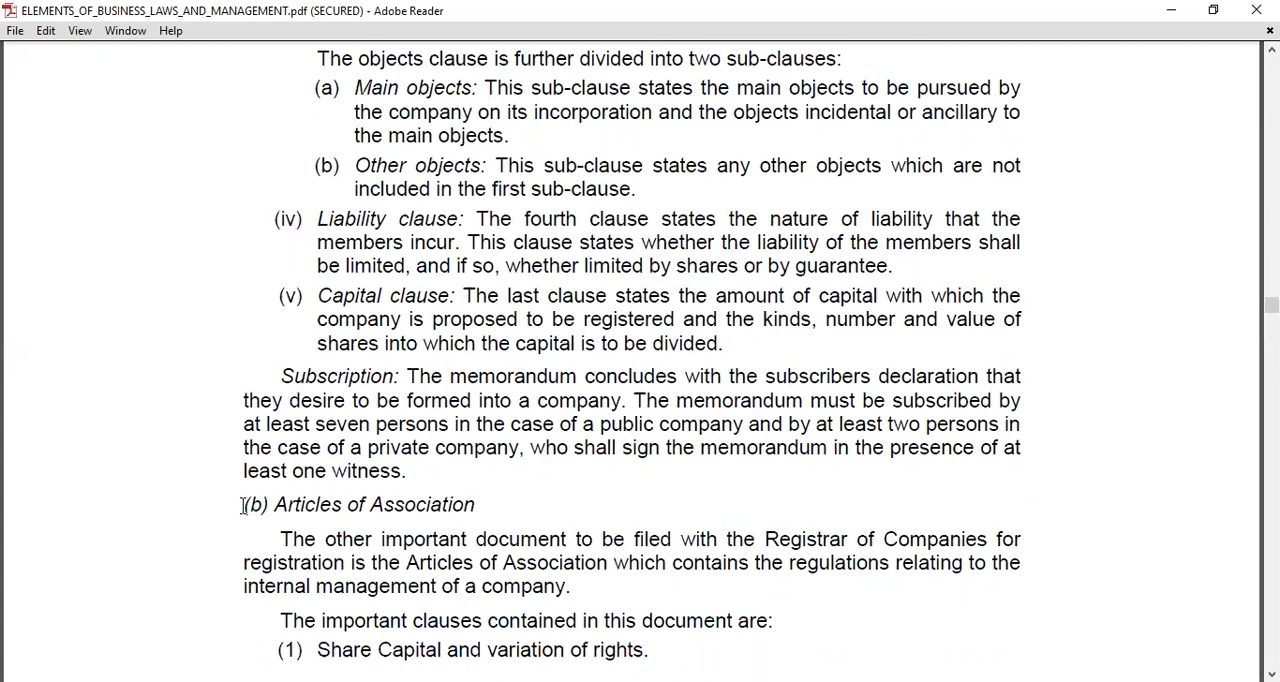 ELEMENTS_OF_BUSINESS_LAWS_AND_MANAGEMENT.pdf (SECURED) - Adobe Reader
File Edit View Window Help
The objects clause is further divided into two sub-clauses:
(a) Main objects: This sub-clause states the main objects to be pursued by
the company on its incorporation and the objects incidental or ancillary to
the main objects.
(b) Other objects: This sub-clause states any other objects which are not
included in the first sub-clause.
(iv) Liability clause: The fourth clause states the nature of liability that the
members incur. This clause states whether the liability of the members shall
be limited, and if so, whether limited by shares or by guarantee.
(v) Capital clause: The last clause states the amount of capital with which the
company is proposed to be registered and the kinds, number and value of
shares into which the capital is to be divided.
Subscription: The memorandum concludes with the subscribers declaration that
they desire to be formed into a company. The memorandum must be subscribed by
at least seven persons in the case of a public company and by at least two persons in
the case of a private company, who shall sign the memorandum in the presence of at
least one witness.
(b) Articles of Association
The other important document to be filed with the Registrar of Companies for
registration is the Articles of Association which contains the regulations relating to the
internal management of a company.
The important clauses contained in this document are:
(1) Share Capital and variation of rights.